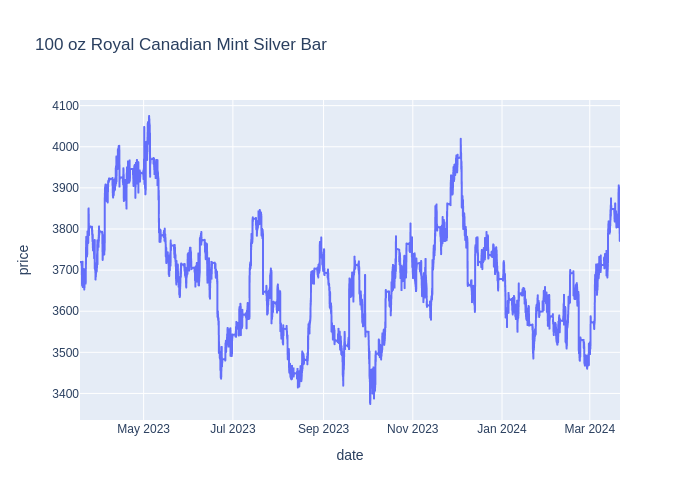 100 oz Royal Canadian Mint Silver Bar
4100
4000
3900
3800
3700
3600
3500
3400
price
May 2023 Jul 2023 Sep 2023 Nov 2023 Jan 2024 Mar 2024
date